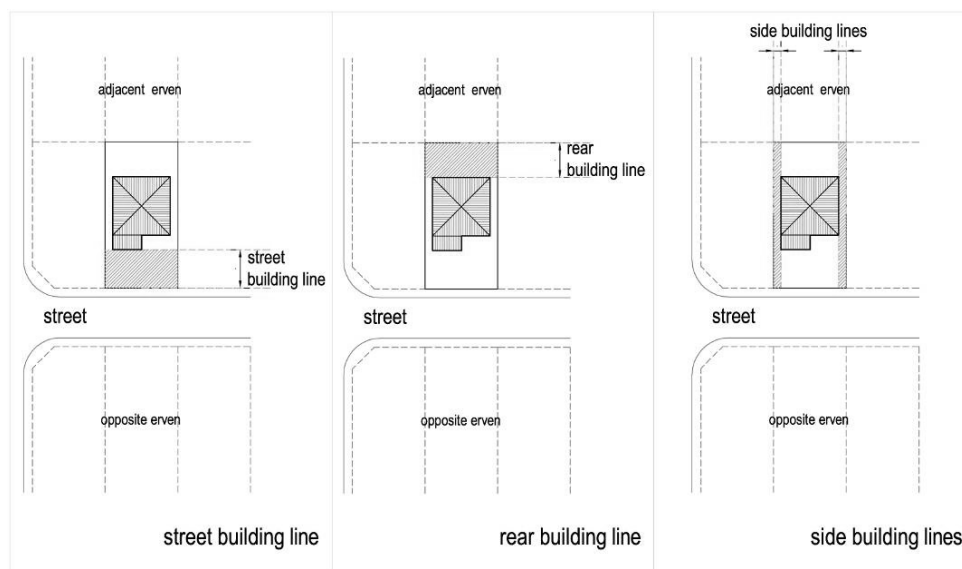 adjacent erven
street
building line
street
opposite erven
street building line
adjacent erven
rear
building line
street
opposite erven
rear building line
side building lines
adjacent erven
street
opposite erven
side building lines